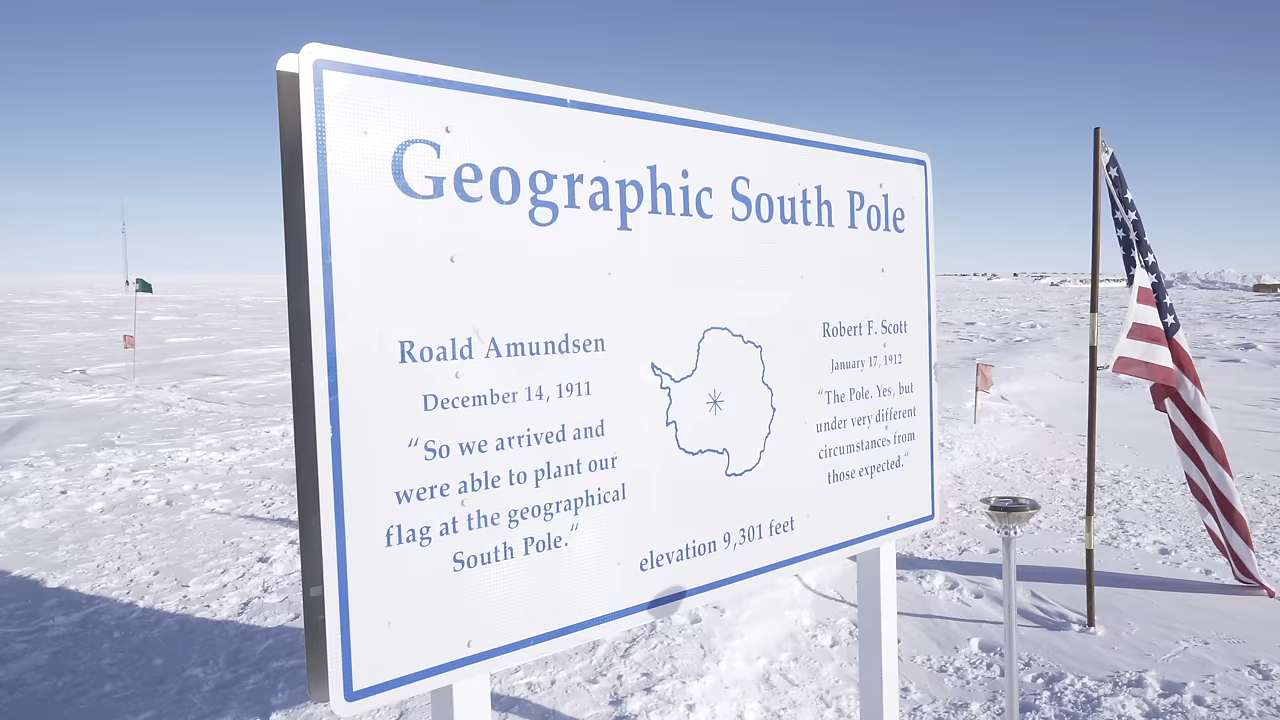 Geographic South Pole
Roald Amundsen
December 14, 1911
“So we arrived and
were able to plant our
flag at the geographical
South Pole.“
Robert F. Scott
January 17, 1912
“The Pole. Yes, but
under very different
circumstances from
those expected.“
elevation 9,301 feet